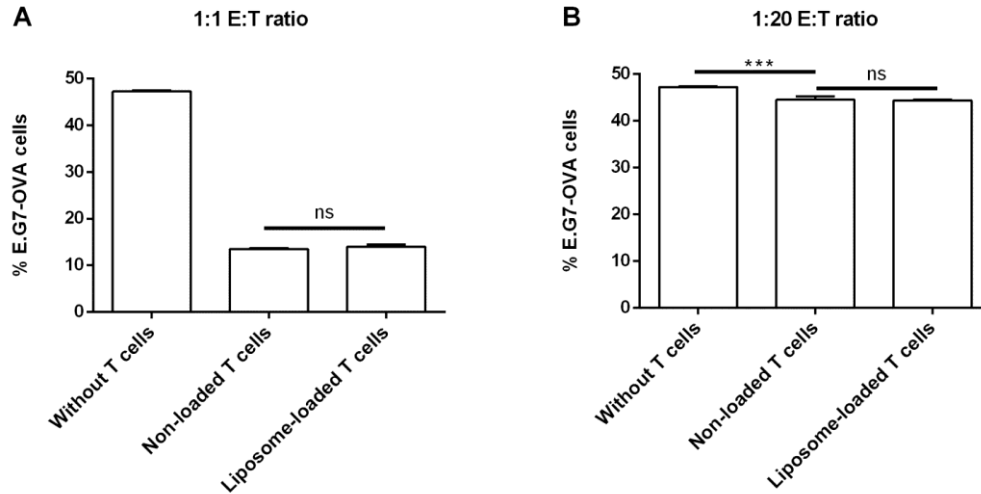 A
1:1 E:T ratio
% E.G7-OVA cells
50
40
30
20
10
0
ns
Without T cells
Non-loaded T cells
Liposome-loaded T cells
B
1:20 E:T ratio
% E.G7-OVA cells
50
40
30
20
10
0
***
ns
Without T cells
Non-loaded T cells
Liposome-loaded T cells